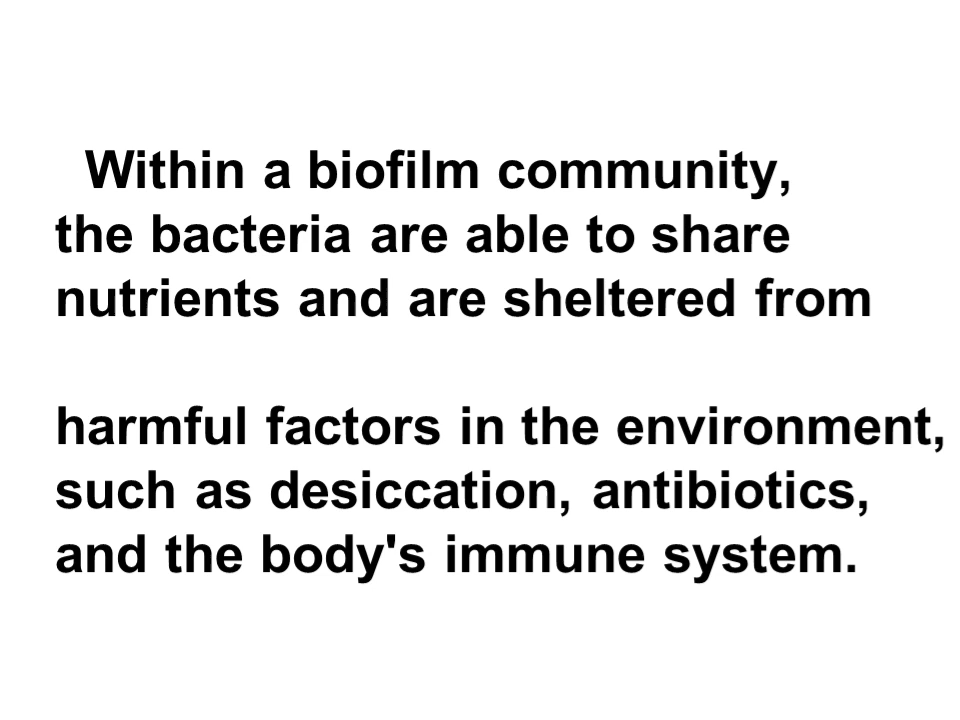 Within a biofilm community,
the bacteria are able to share
nutrients and are sheltered from
harmful factors in the environment,
such as desiccation, antibiotics,
and the body's immune system.